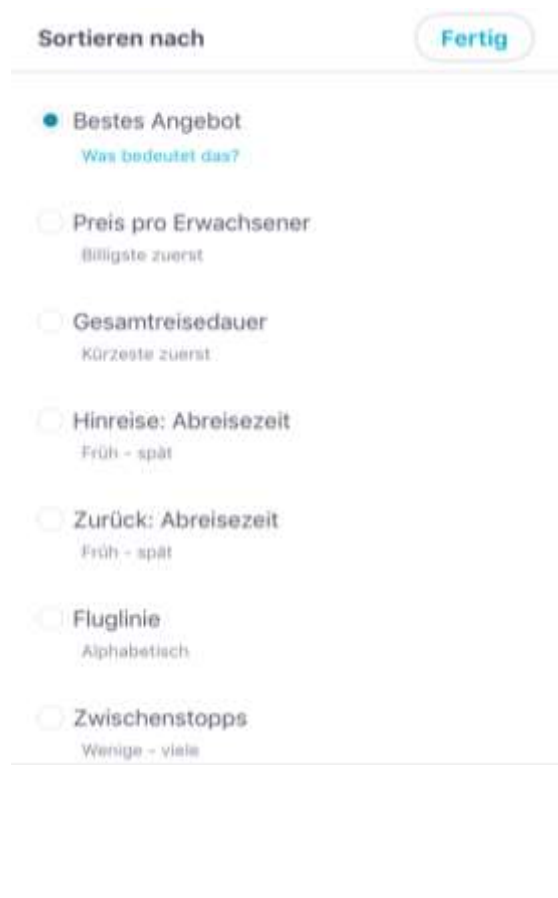 Sortieren nach
Fertig
Bestes Angebot
Was bedeutet das?
Preis pro Erwachsener
Billigste zuerst
Gesamtreisedauer
Kürzeste zuerst
Hinreise: Abreisezeit
Früh - spät
Zurück: Abreisezeit
Früh - spät
Fluglinie
Alphabetisch
Zwischenstopps
Wenige - viele